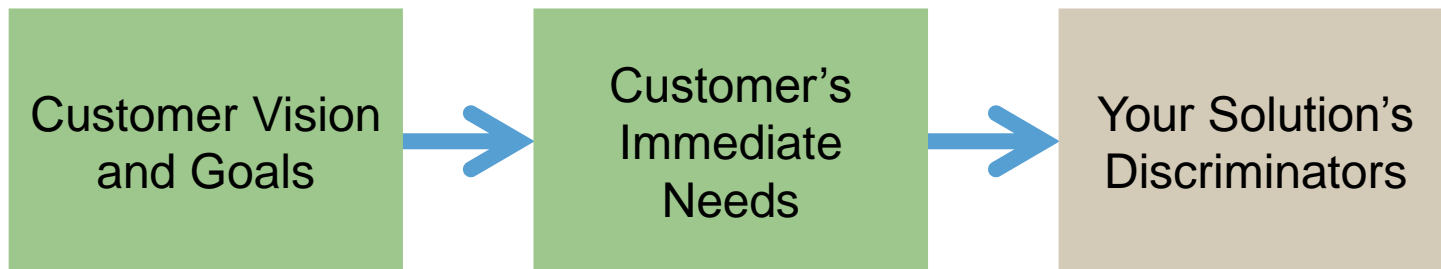 Customer Vision
and Goals
Customer’s
Immediate
Needs
Your Solution’s
Discriminators